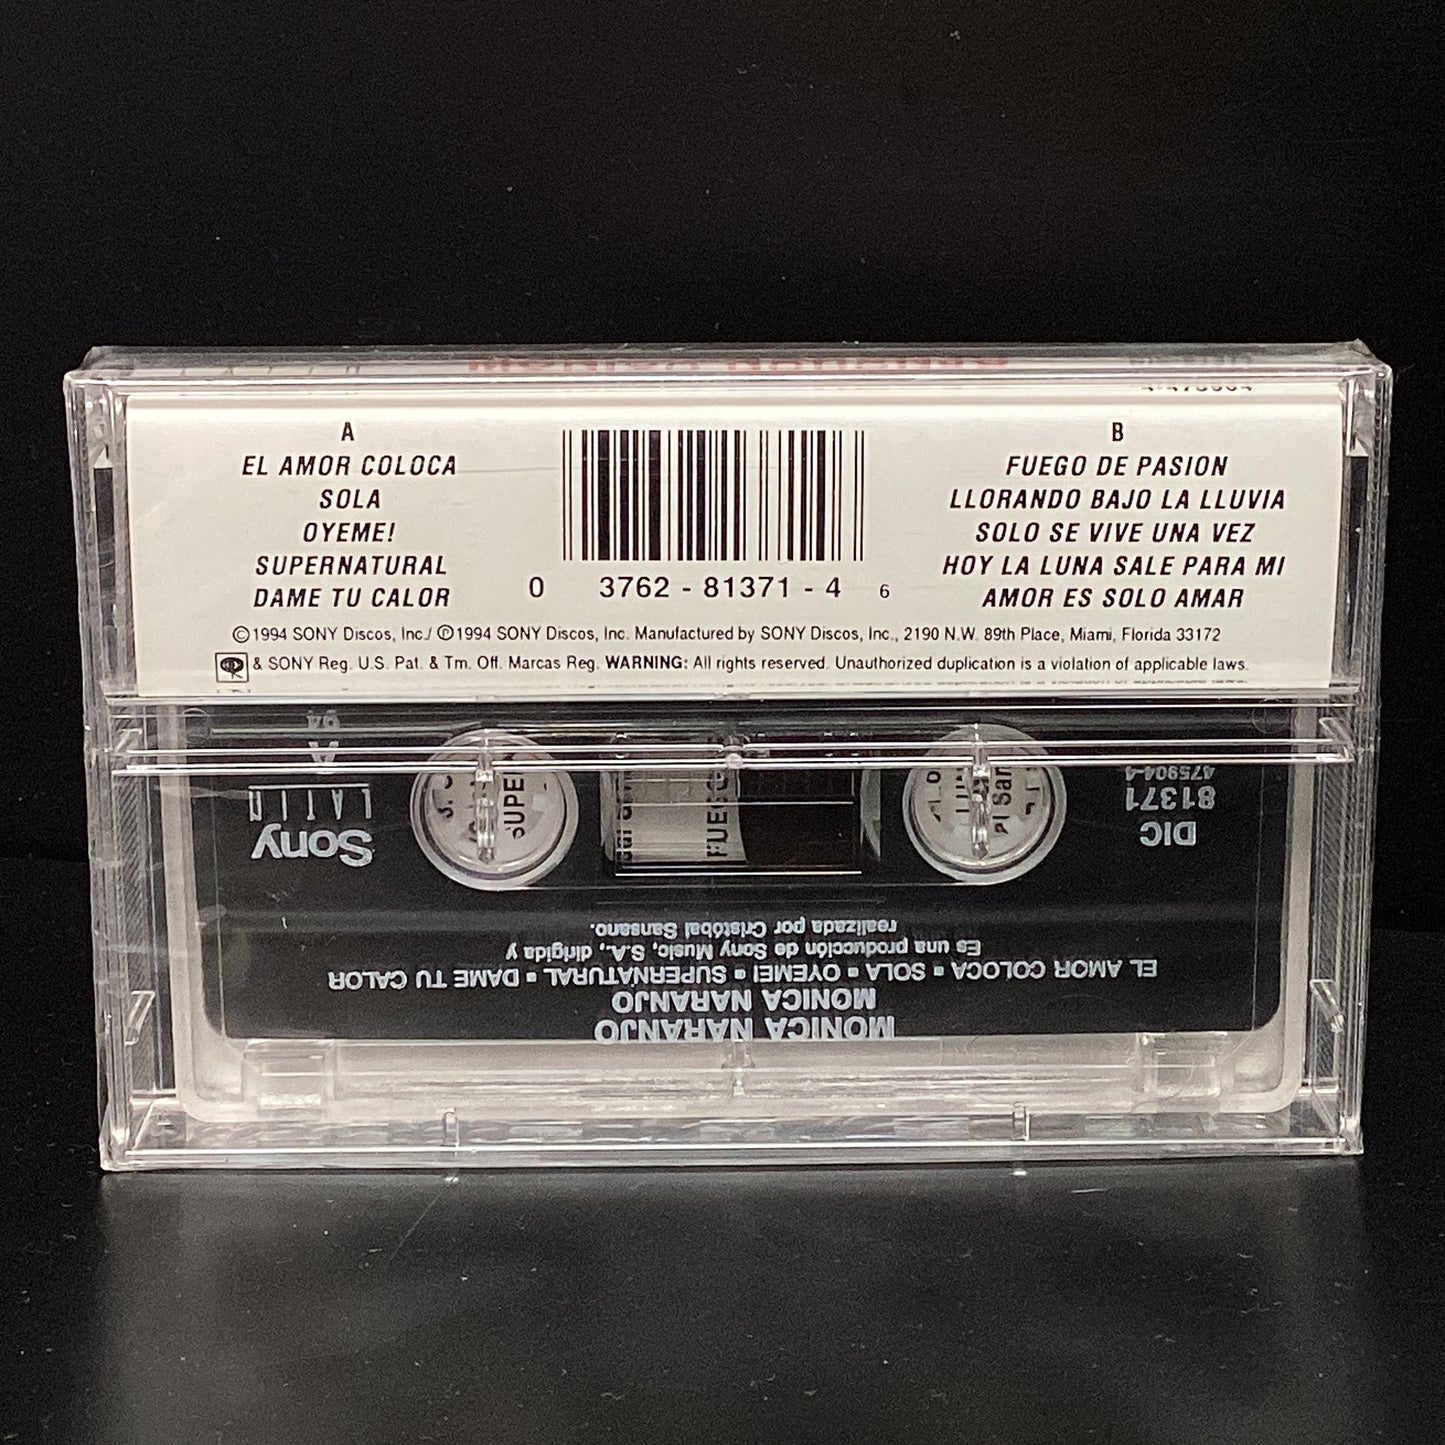 A
EL AMOR COLOCA
SOLA
OYEME!
SUPERNATURAL
DAME TU CALOR
0 3762 - 81371 - 4 6
B
FUEGO DE PASION
LLORANDO BAJO LA LLUVIA
SOLO SE VIVE UNA VEZ
HOY LA LUNA SALE PARA MI
AMOR ES SOLO AMAR
©1994 SONY Discos, Inc./ ℗1994 SONY Discos, Inc. Manufactured by SONY Discos, Inc., 2190 N.W. 89th Place, Miami, Florida 33172
& SONY Reg. U.S. Pat. & Tm. Off. Marcas Reg. WARNING: All rights reserved. Unauthorized duplication is a violation of applicable laws.
MONICA NARANJO
MONICA NARANJO
EL AMOR COLOCA ▪ SOLA ▪ OYEME! ▪ SUPERNATURAL ▪ DAME TU CALOR
Es una producción de Sony Music, S.A., dirigida y
realizada por Cristóbal Sansano.
DIC
81371
475904-4
Sony
LATIN
A